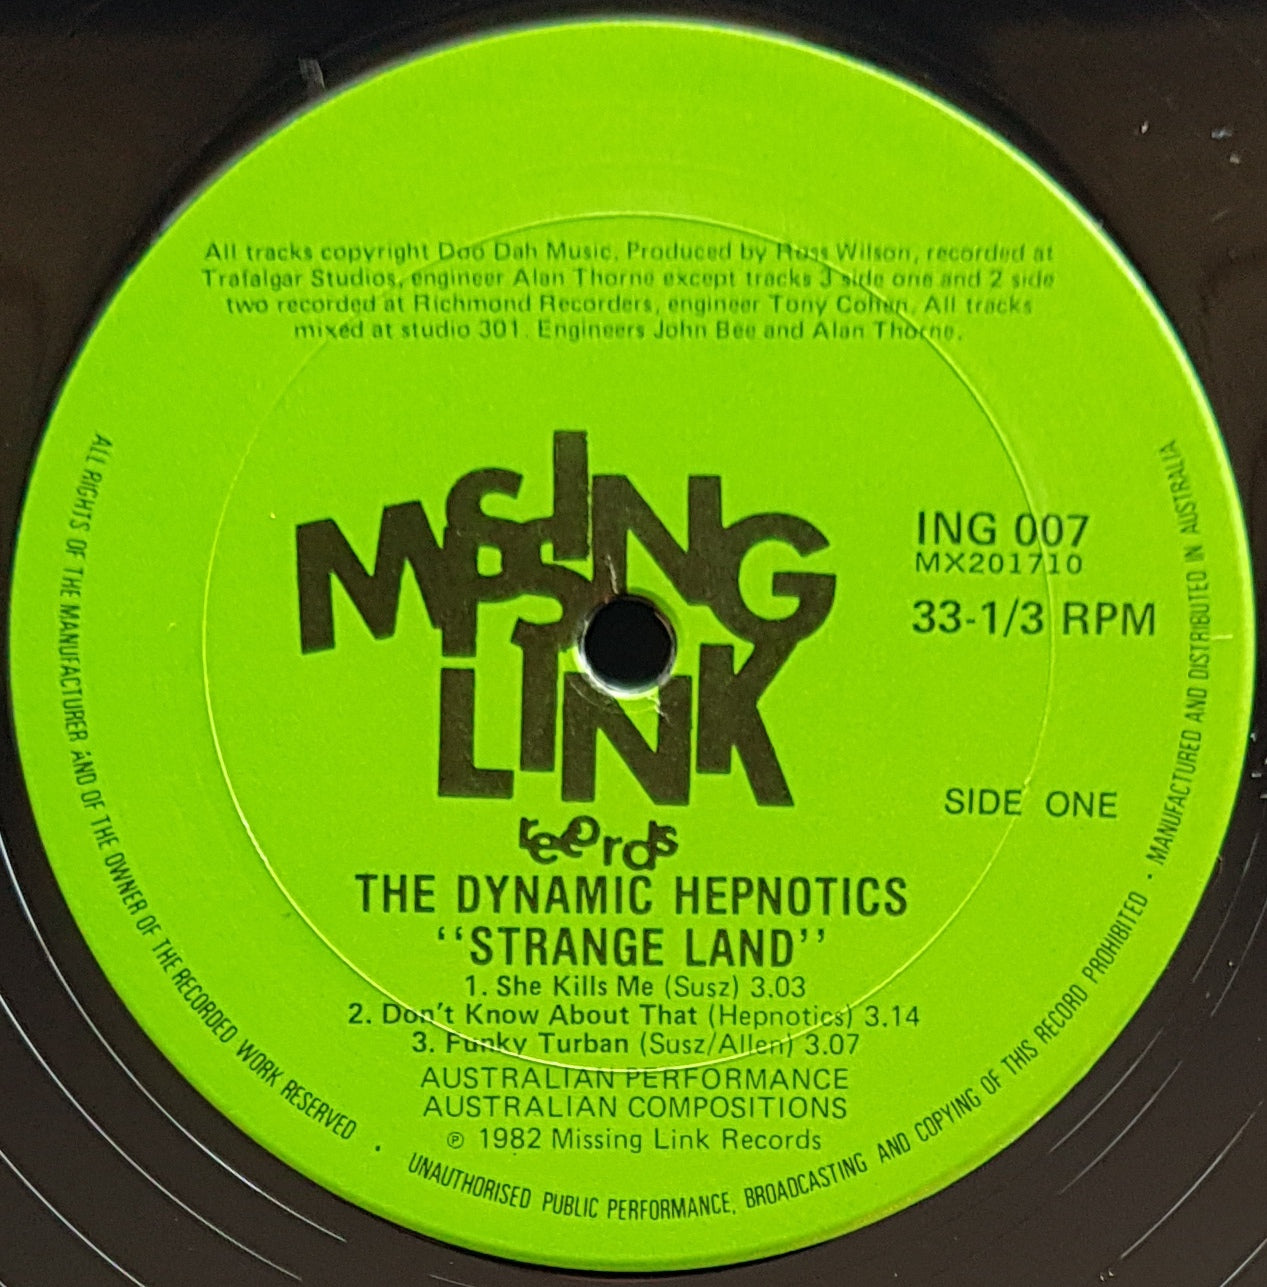 All tracks copyright Doo Dah Music, Produced by Ross Wilson, recorded at
Trafalgar Studios, engineer Alan Thorne except tracks 3 side one and 2 side
two recorded at Richmond Recorders, engineer Tony Cohen, All tracks
mixed at studio 301. Engineers John Bee and Alan Thorne.
MISSING
LINK
records
ING 007
MX201710
33-1/3 RPM
SIDE ONE
THE DYNAMIC HEPNOTICS
‘‘STRANGE LAND’’
1. She Kills Me (Susz) 3.03
2. Don't Know About That (Hepnotics) 3.14
3. Funky Turban (Susz/Allen) 3.07
AUSTRALIAN PERFORMANCE
AUSTRALIAN COMPOSITIONS
℗ 1982 Missing Link Records
ALL RIGHTS OF THE MANUFACTURER AND OF THE OWNER OF THE RECORDED WORK RESERVED · UNAUTHORISED PUBLIC PERFORMANCE, BROADCASTING AND COPYING OF THIS RECORD PROHIBITED · MANUFACTURED AND DISTRIBUTED IN AUSTRALIA